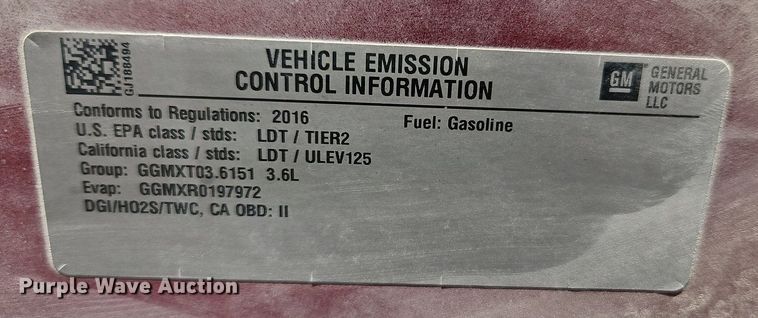 GJ188494
VEHICLE EMISSION
CONTROL INFORMATION
GM
GENERAL
MOTORS
LLC
Conforms to Regulations: 2016 Fuel: Gasoline
U.S. EPA class / stds: LDT / TIER2
California class / stds: LDT / ULEV125
Group: GGMXT03.6151 3.6L
Evap: GGMXR0197972
DGI/HO2S/TWC, CA OBD: II
Purple Wave Auction